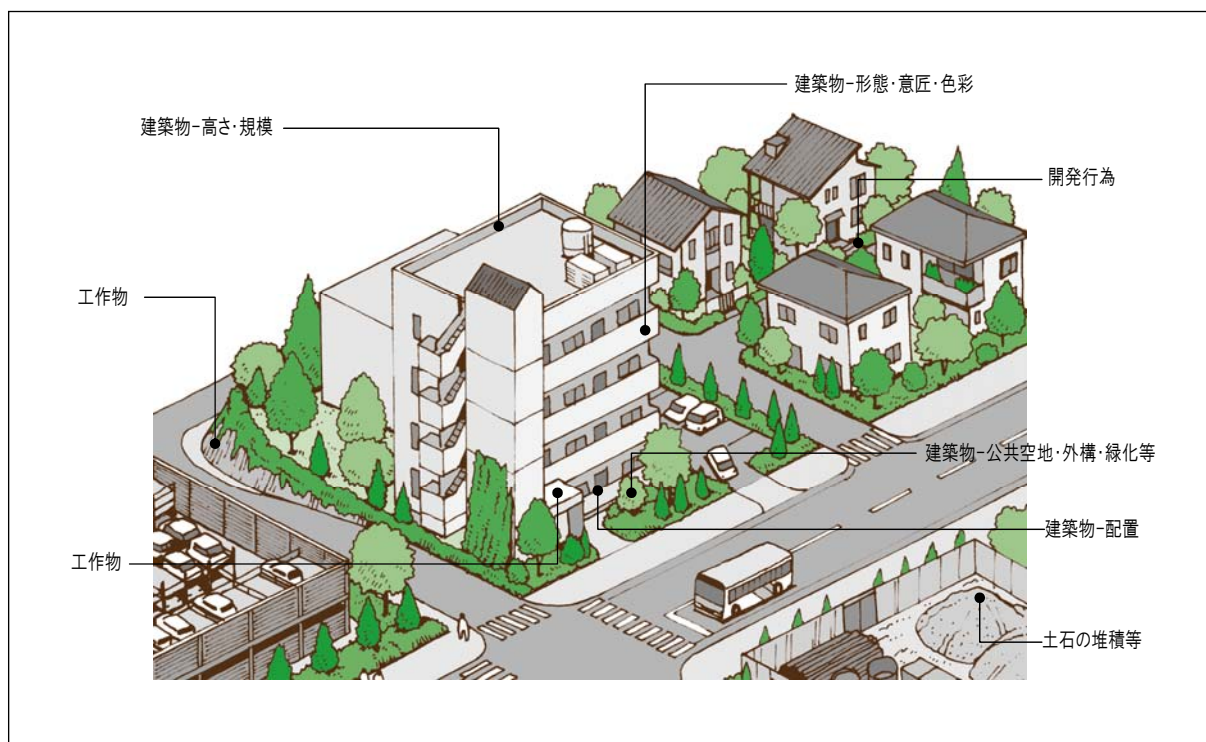 建築物-形態・意匠・色彩
建築物-高さ・規模
開発行為
工作物
建築物-公共空地・外構・緑化等
建築物-配置
工作物
土石の堆積等